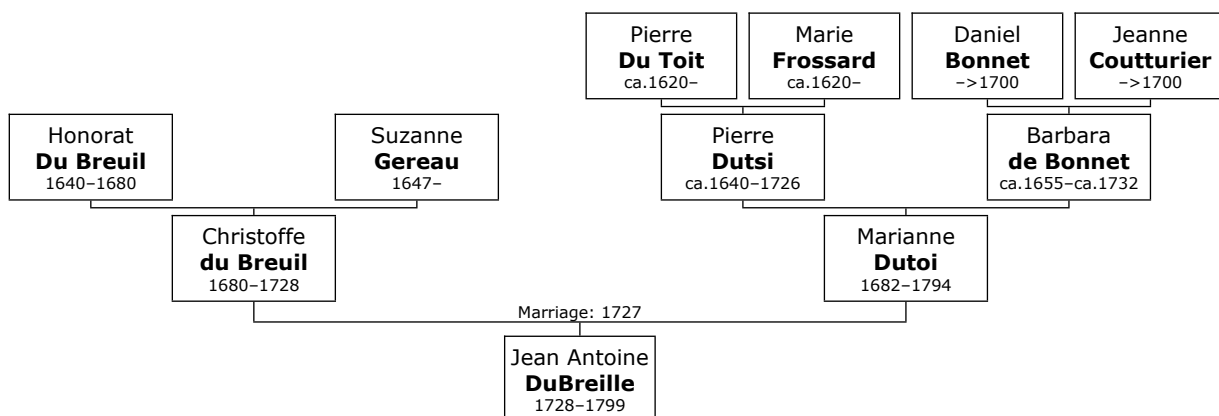 Pierre
Du Toit
ca.1620–
Marie
Frossard
ca.1620–
Daniel
Bonnet
–>1700
Jeanne
Coutturier
–>1700
Honorat
Du Breuil
1640–1680
Suzanne
Gereau
1647–
Pierre
Dutsi
ca.1640–1726
Barbara
de Bonnet
ca.1655–ca.1732
Christoffe
du Breuil
1680–1728
Marianne
Dutoi
1682–1794
Marriage: 1727
Jean Antoine
DuBreille
1728–1799